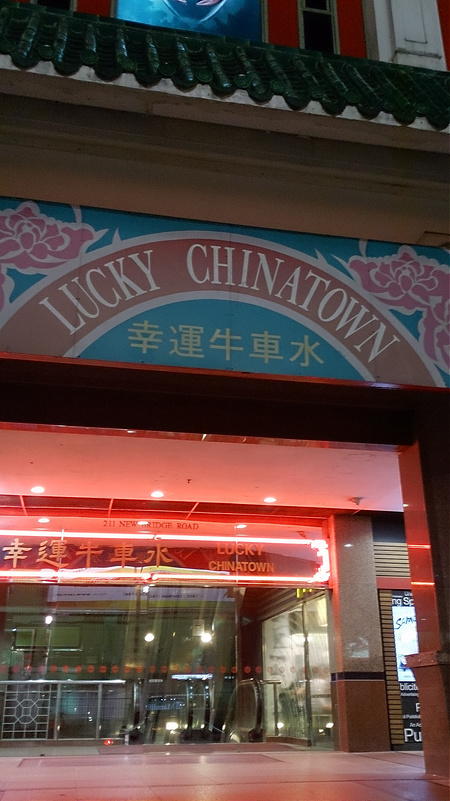 LUCKY CHINATOWN
幸運牛車水
211 NEW BRIDGE ROAD
幸運牛車水
LUCKY
CHINATOWN